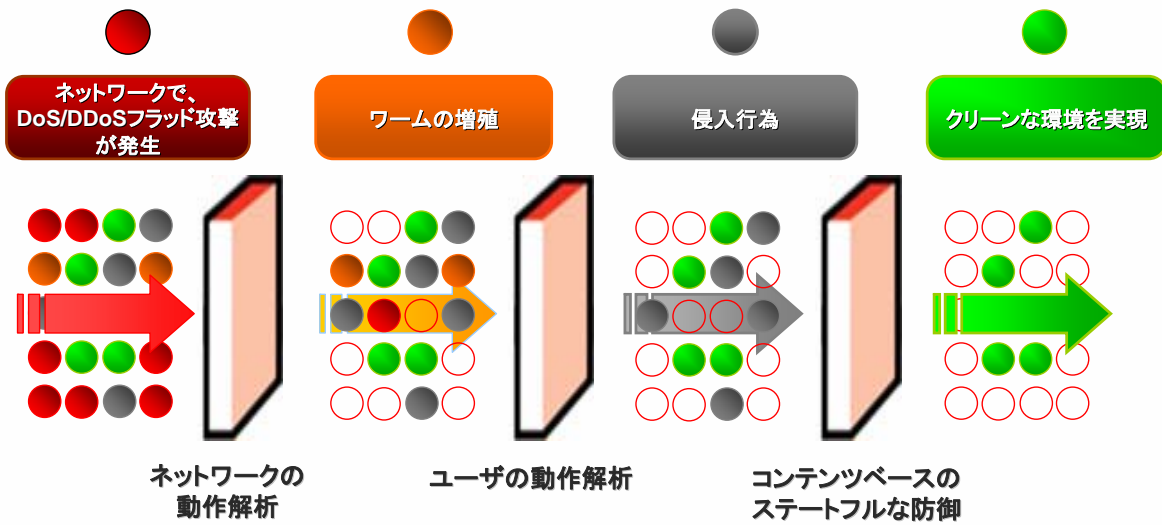 ネットワークで、
DoS/DDoSフラッド攻撃
が発生
ワームの増殖
侵入行為
クリーンな環境を実現
ネットワークの
動作解析
ユーザの動作解析
コンテンツベースの
ステートフルな防御